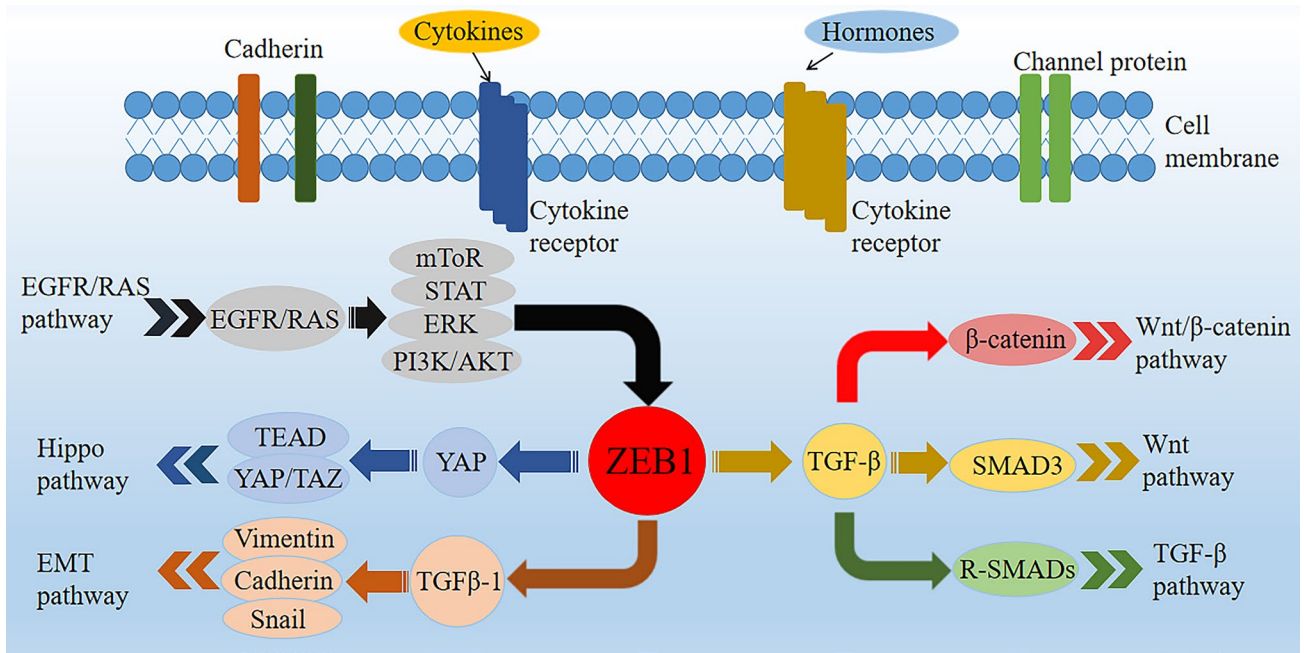 Cytokines
Hormones
Cadherin
Channel protein
Cell
membrane
Cytokine
receptor
Cytokine
receptor
EGFR/RAS
pathway
EGFR/RAS
mToR
STAT
ERK
PI3K/AKT
β-catenin
Wnt/β-catenin
pathway
Hippo
pathway
TEAD
YAP/TAZ
YAP
ZEB1
TGF-β
SMAD3
Wnt
pathway
EMT
pathway
Vimentin
Cadherin
Snail
TGFβ-1
R-SMADs
TGF-β
pathway